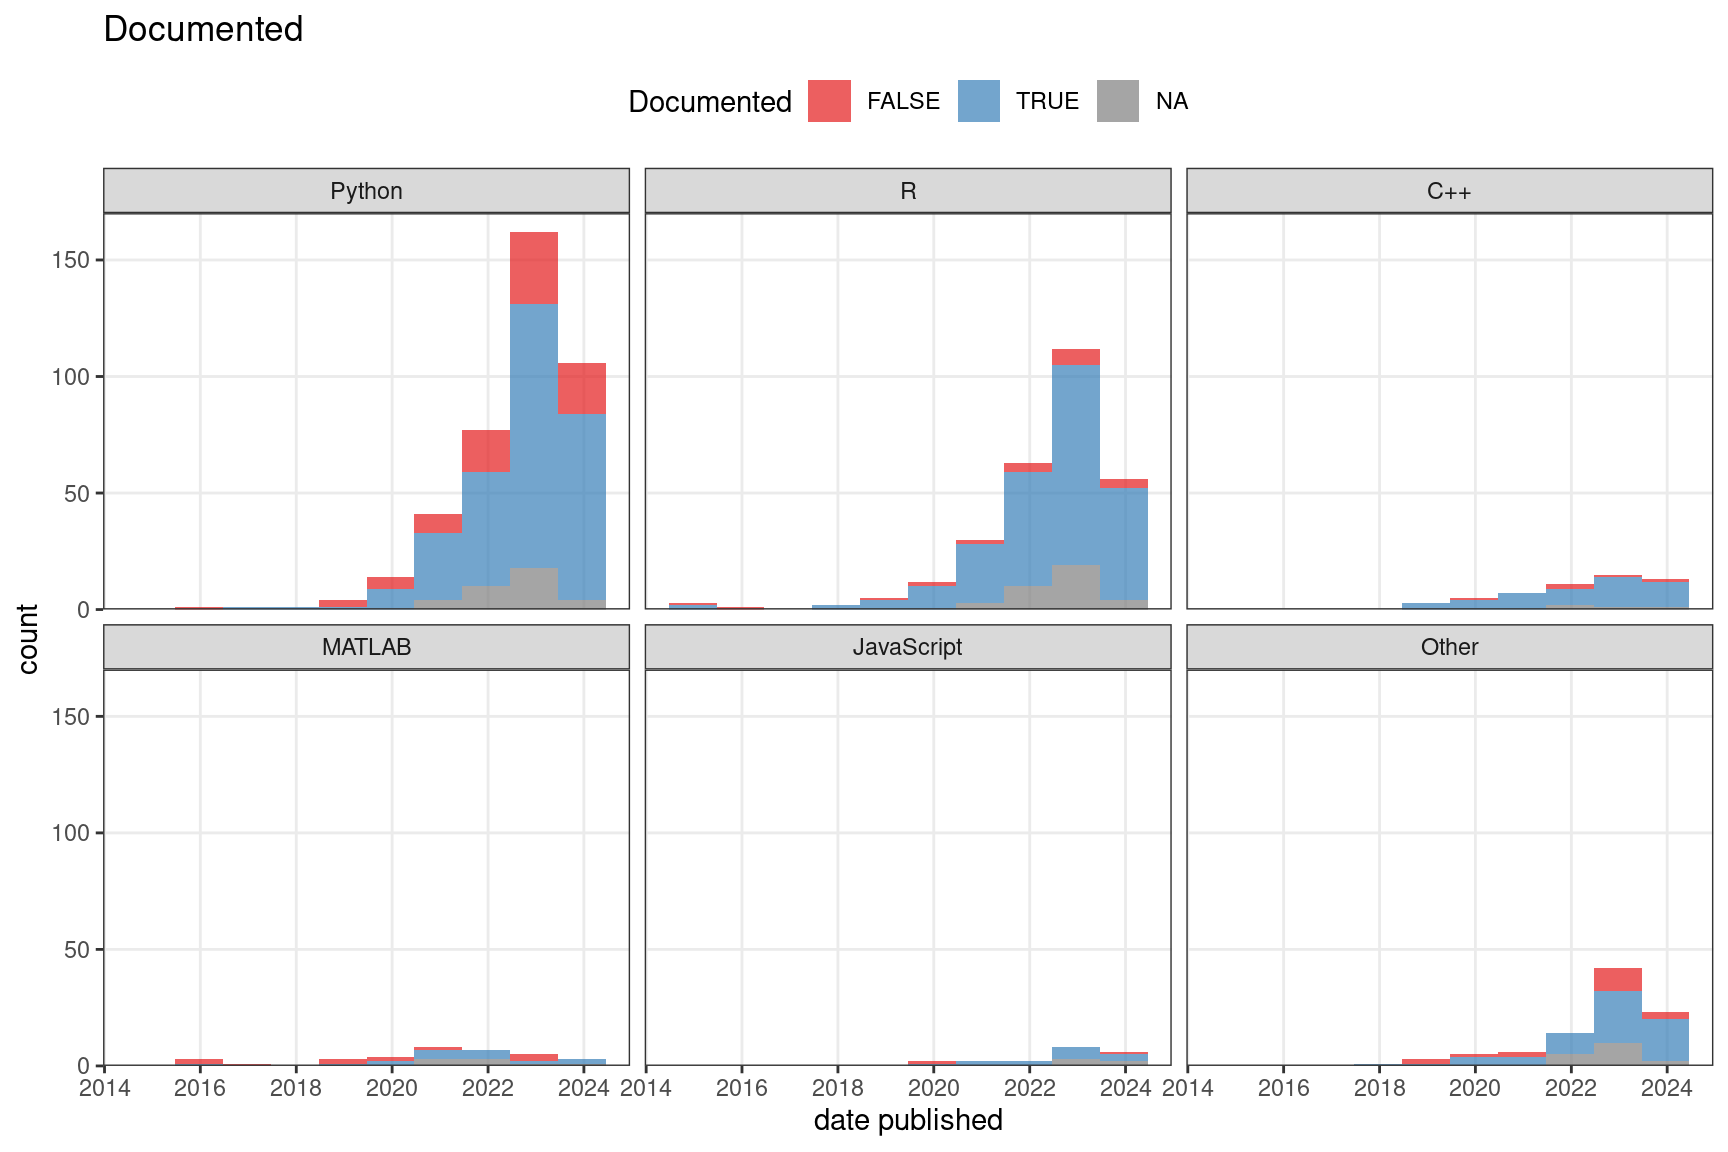 Documented
Documented FALSE TRUE NA
Python R C++
150
100
50
0
count
MATLAB JavaScript Other
150
100
50
0
2014 2016 2018 2020 2022 2024 2014 2016 2018 2020 2022 2024 2014 2016 2018 2020 2022 2024
date published